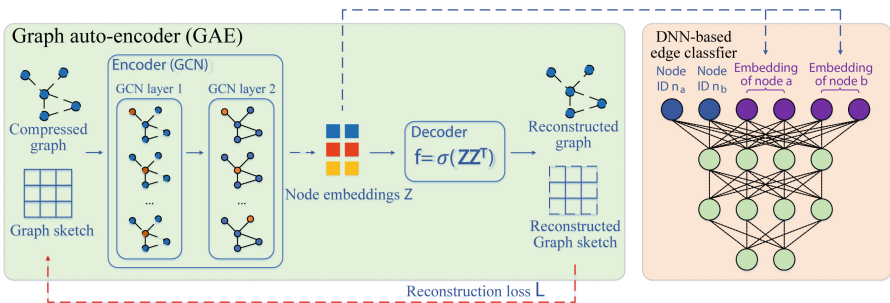 Graph auto-encoder (GAE)
Compressed
graph
Graph sketch
Encoder (GCN)
GCN layer 1
...
GCN layer 2
...
Node embeddings Z
Decoder
f=σ(ZZᵀ)
Reconstructed
graph
Reconstructed
Graph sketch
Reconstruction loss L
DNN-based
edge classfier
Node
ID nₐ
Node
ID n_b
Embedding
of node a
Embedding
of node b